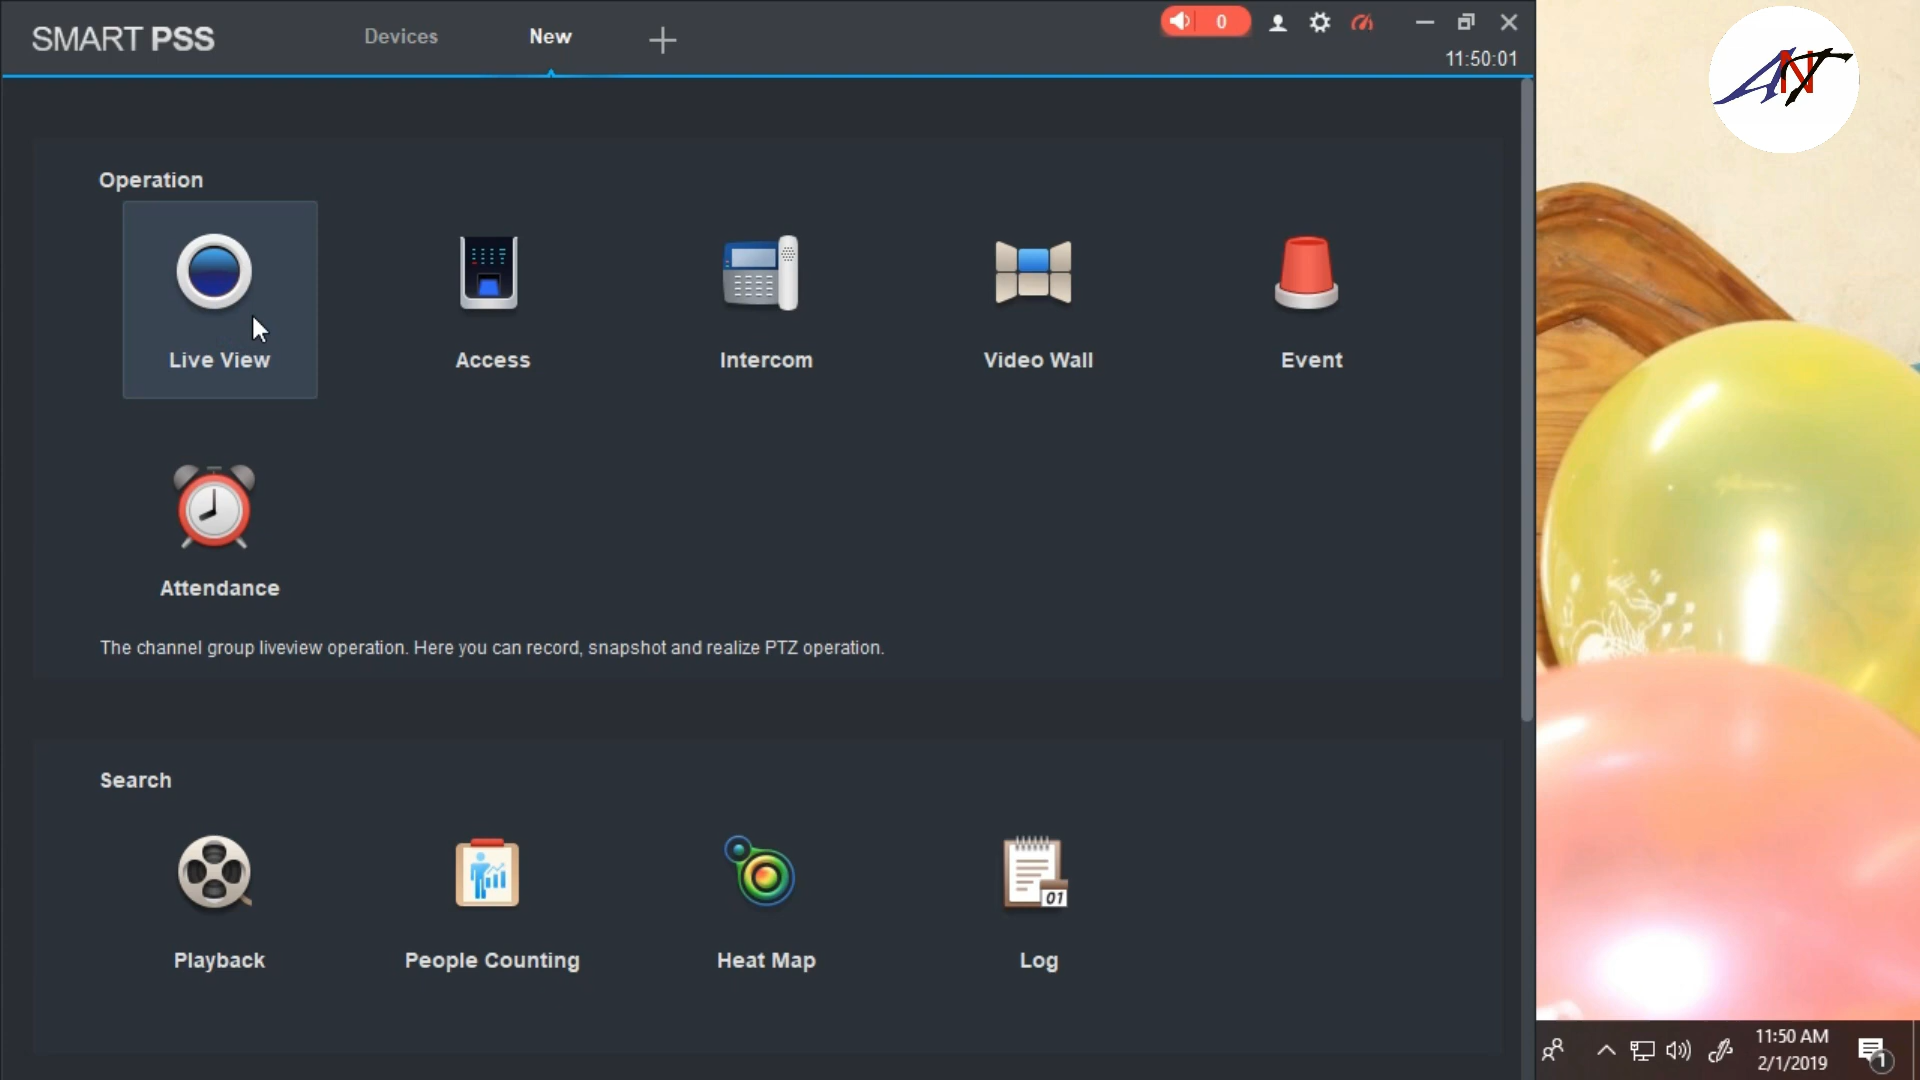 SMART PSS
Devices
New
0
11:50:01
ANT
Operation
Live View
Access
Intercom
Video Wall
Event
Attendance
The channel group liveview operation. Here you can record, snapshot and realize PTZ operation.
Search
01
Playback
People Counting
Heat Map
Log
11:50 AM
2/1/2019
1